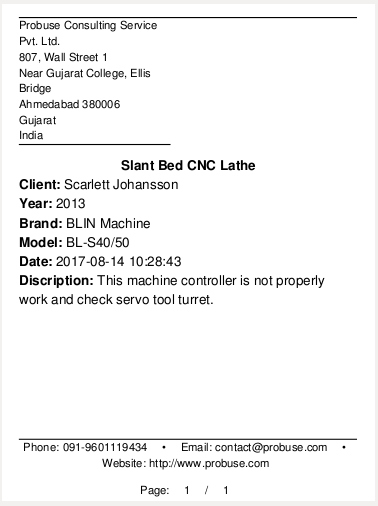 Probuse Consulting Service
Pvt. Ltd.
807, Wall Street 1
Near Gujarat College, Ellis
Bridge
Ahmedabad 380006
Gujarat
India
Slant Bed CNC Lathe
Client: Scarlett Johansson
Year: 2013
Brand: BLIN Machine
Model: BL-S40/50
Date: 2017-08-14 10:28:43
Discription: This machine controller is not properly
work and check servo tool turret.
Phone: 091-9601119434 • Email: contact@probuse.com •
Website: http://www.probuse.com
Page: 1 / 1